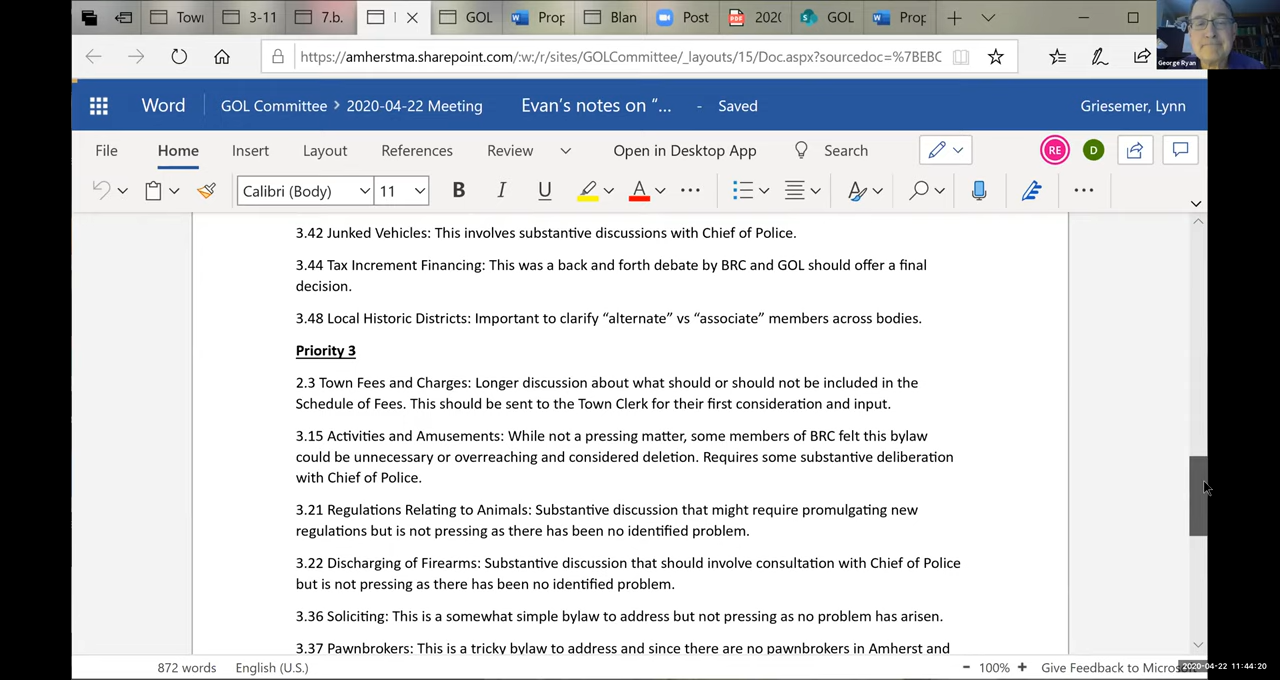 Tow
3-11
7.b.
GOL
Prop
Blan
Post
202
GOL
Prop
https://amherstma.sharepoint.com/:w:/r/sites/GOLCommittee/_layouts/15/Doc.aspx?sourcedoc=%7BEBC
George Ryan
Word
GOL Committee > 2020-04-22 Meeting
Evan's notes on "... - Saved
Griesemer, Lynn
File Home Insert Layout References Review Open in Desktop App Search
RE D
Calibri (Body) 11 B I U A
3.42 Junked Vehicles: This involves substantive discussions with Chief of Police.
3.44 Tax Increment Financing: This was a back and forth debate by BRC and GOL should offer a final
decision.
3.48 Local Historic Districts: Important to clarify "alternate" vs "associate" members across bodies.
Priority 3
2.3 Town Fees and Charges: Longer discussion about what should or should not be included in the
Schedule of Fees. This should be sent to the Town Clerk for their first consideration and input.
3.15 Activities and Amusements: While not a pressing matter, some members of BRC felt this bylaw
could be unnecessary or overreaching and considered deletion. Requires some substantive deliberation
with Chief of Police.
3.21 Regulations Relating to Animals: Substantive discussion that might require promulgating new
regulations but is not pressing as there has been no identified problem.
3.22 Discharging of Firearms: Substantive discussion that should involve consultation with Chief of Police
but is not pressing as there has been no identified problem.
3.36 Soliciting: This is a somewhat simple bylaw to address but not pressing as no problem has arisen.
3.37 Pawnbrokers: This is a tricky bylaw to address and since there are no pawnbrokers in Amherst and
872 words English (U.S.) - 100% + Give Feedback to Micros
2020-04-22 11:44:20